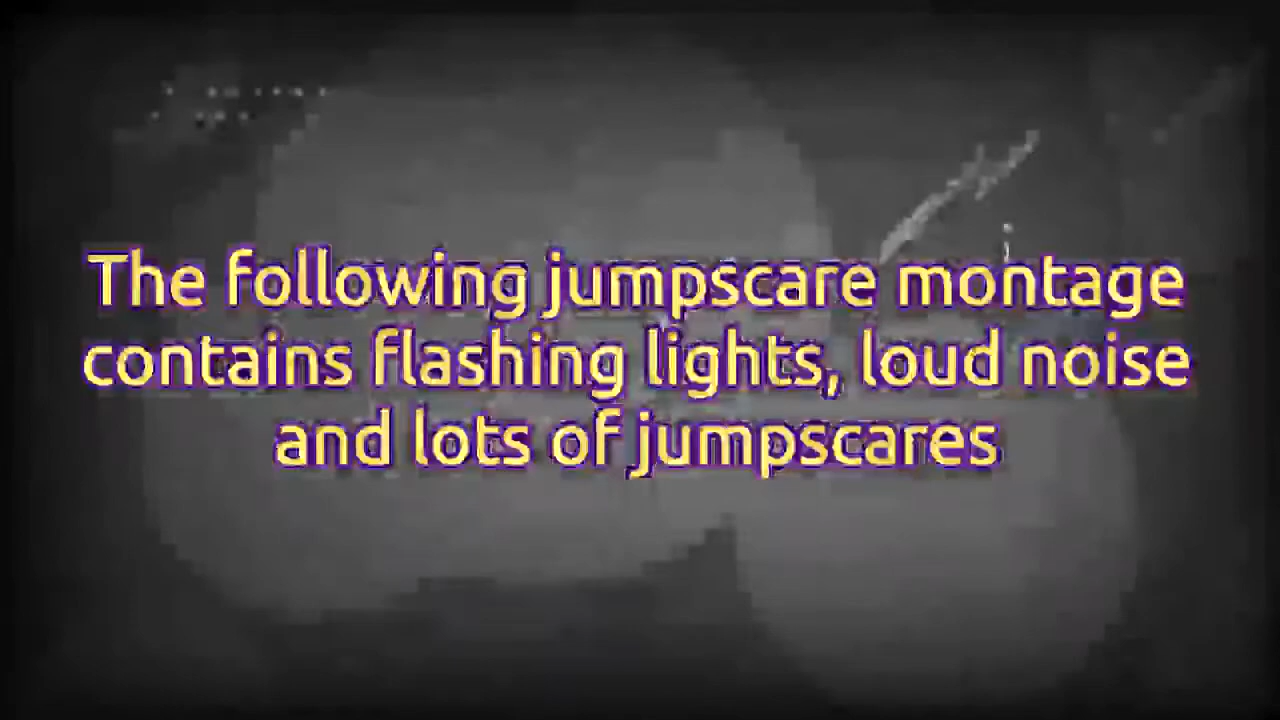 The following jumpscare montage
contains flashing lights, loud noise
and lots of jumpscares